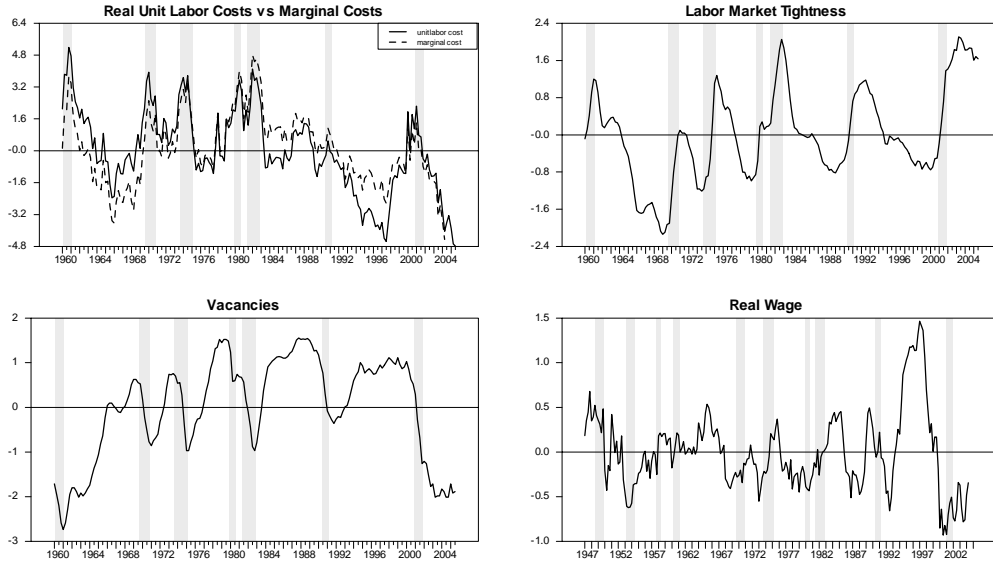 Real Unit Labor Costs vs Marginal Costs
6.4
4.8
3.2
1.6
-0.0
-1.6
-3.2
-4.8
unitlabor cost
marginal cost
1960 1964 1968 1972 1976 1980 1984 1988 1992 1996 2000 2004
Labor Market Tightness
2.4
1.6
0.8
-0.0
-0.8
-1.6
-2.4
1960 1964 1968 1972 1976 1980 1984 1988 1992 1996 2000 2004
Vacancies
2
1
0
-1
-2
-3
1960 1964 1968 1972 1976 1980 1984 1988 1992 1996 2000 2004
Real Wage
1.5
1.0
0.5
0.0
-0.5
-1.0
1947 1952 1957 1962 1967 1972 1977 1982 1987 1992 1997 2002